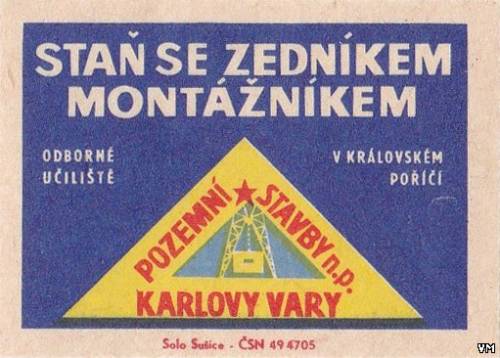 STAŇ SE ZEDNÍKEM
MONTÁŽNÍKEM
ODBORNÉ
UČILIŠTĚ
V KRÁLOVSKÉM
POŘÍČÍ
POZEMNÍ STAVBY n.p.
KARLOVY VARY
Solo Sušice - ČSN 49 4705
VM